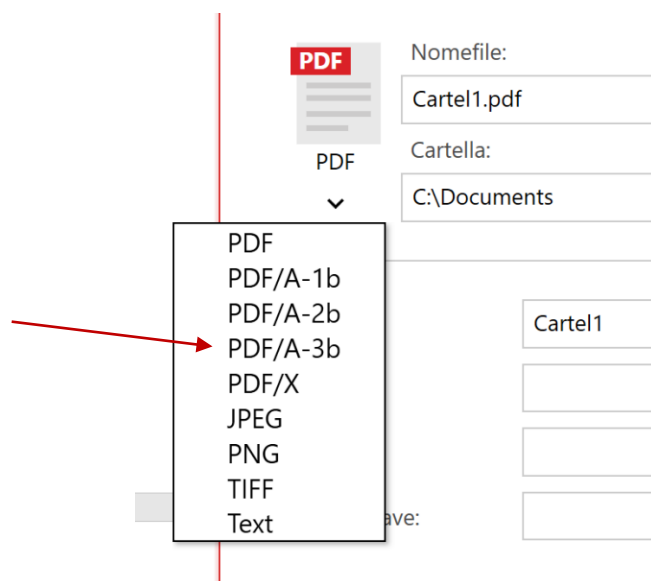 PDF
Nomefile:
Cartel1.pdf
PDF
Cartella:
C:\Documents
PDF
PDF/A-1b
PDF/A-2b
PDF/A-3b
PDF/X
JPEG
PNG
TIFF
Text
Cartel1
ave: